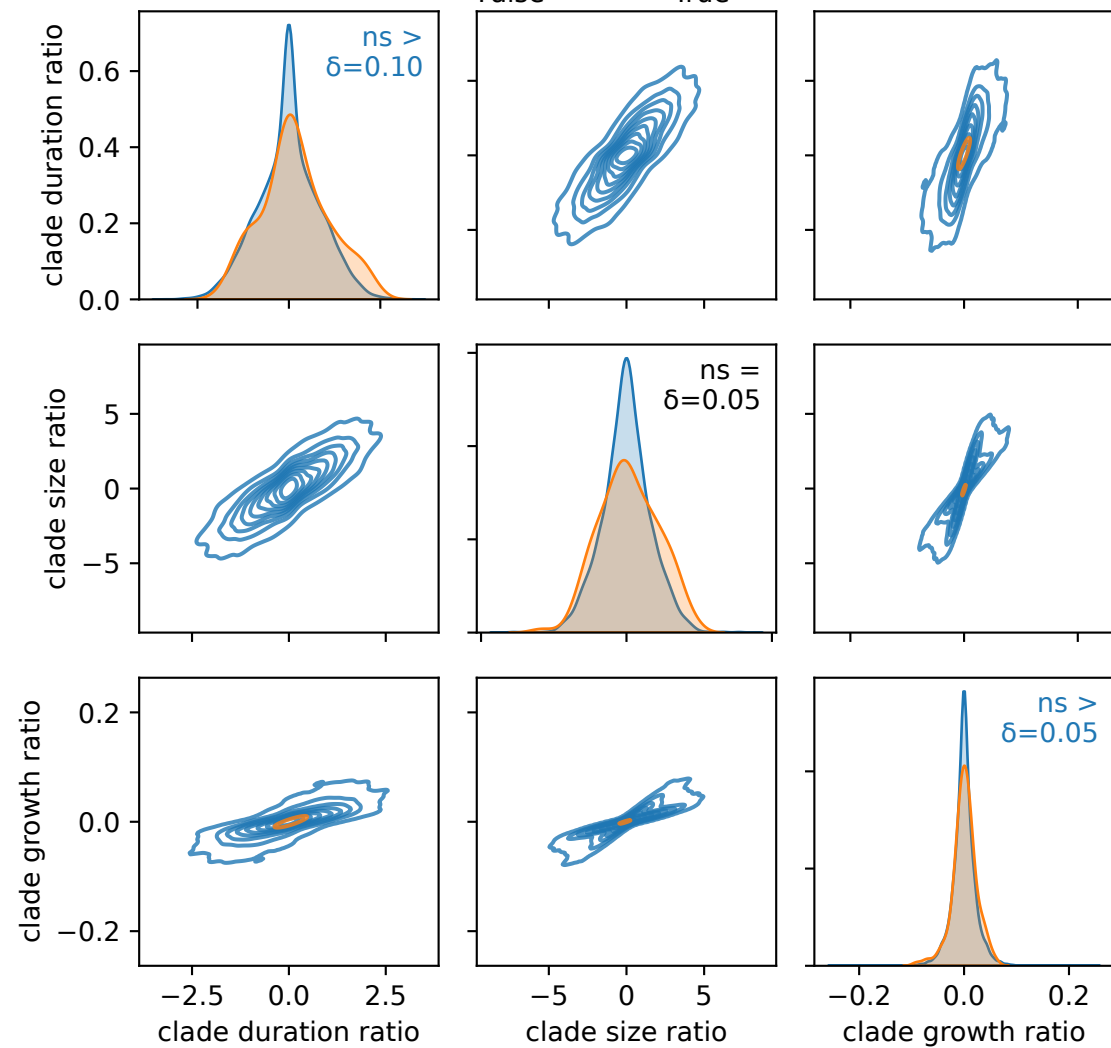 clade duration ratio
0.6
0.4
0.2
0.0
ns >
δ=0.10
clade size ratio
5
0
−5
ns =
δ=0.05
clade growth ratio
0.2
0.0
−0.2
ns >
δ=0.05
−2.5 0.0 2.5
−5 0 5
−0.2 0.0 0.2
clade duration ratio
clade size ratio
clade growth ratio